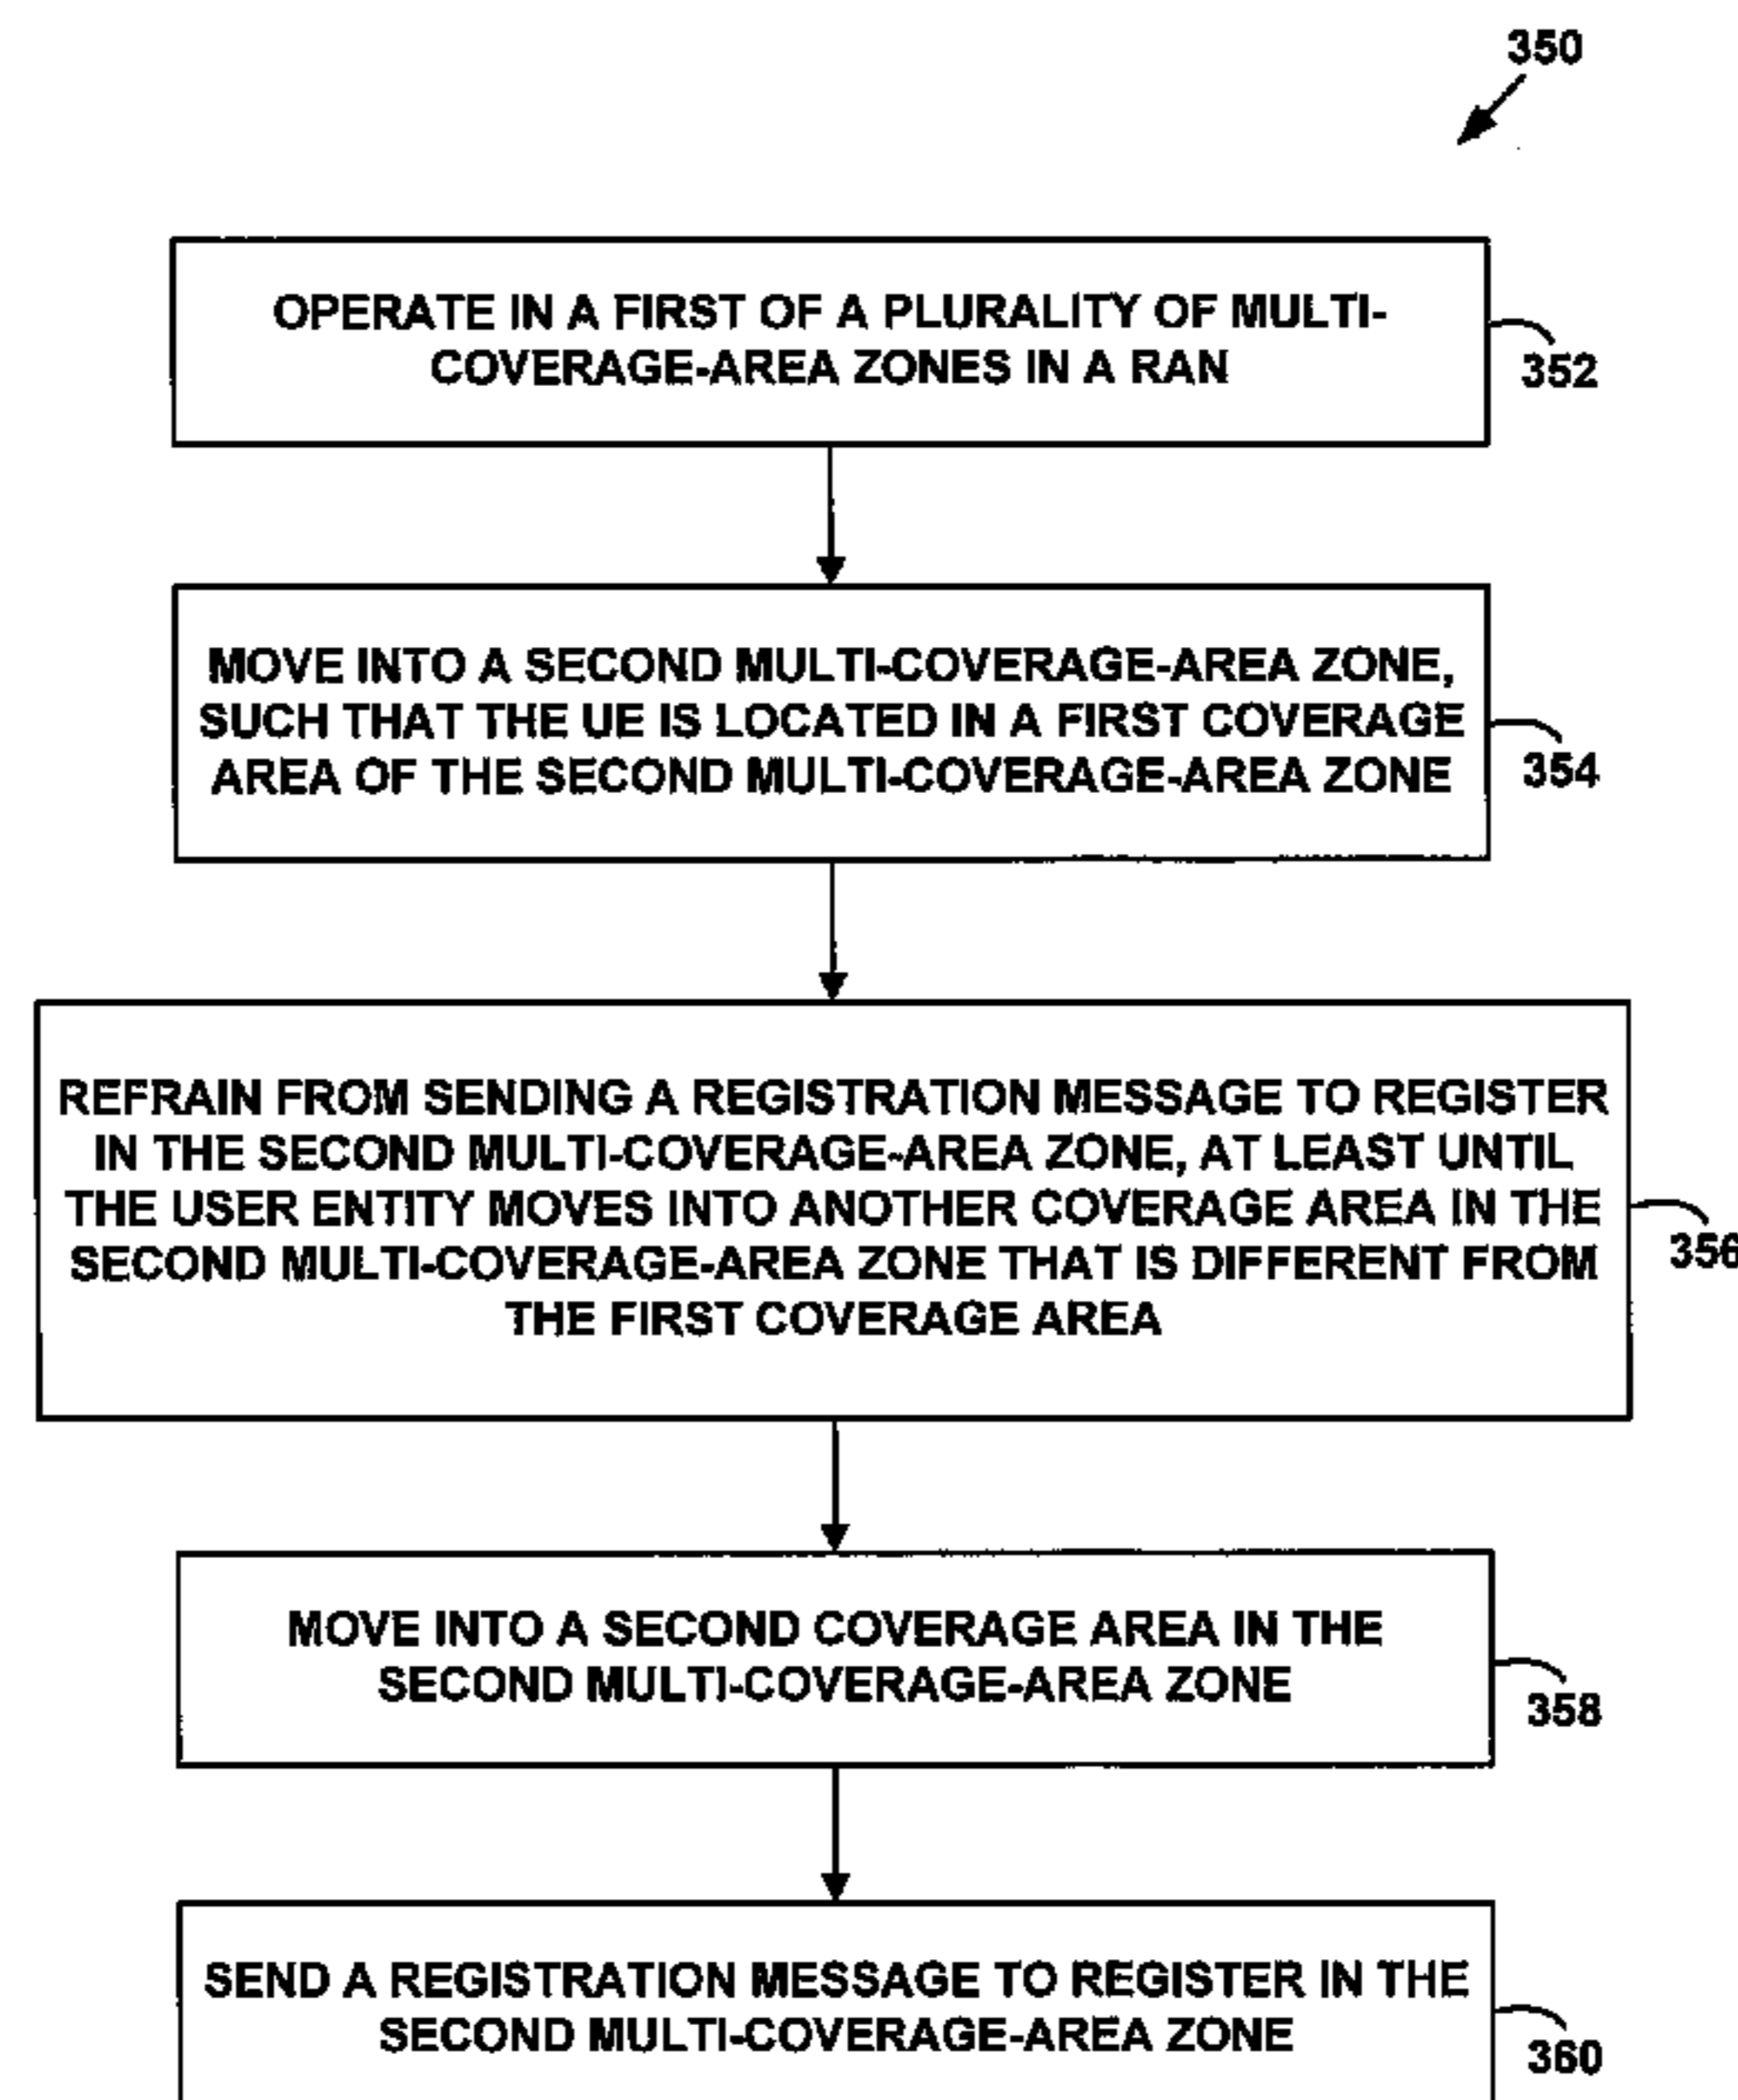 350
OPERATE IN A FIRST OF A PLURALITY OF MULTI-
COVERAGE-AREA ZONES IN A RAN
352
MOVE INTO A SECOND MULTI-COVERAGE-AREA ZONE,
SUCH THAT THE UE IS LOCATED IN A FIRST COVERAGE
AREA OF THE SECOND MULTI-COVERAGE-AREA ZONE
354
REFRAIN FROM SENDING A REGISTRATION MESSAGE TO REGISTER
IN THE SECOND MULTI-COVERAGE-AREA ZONE, AT LEAST UNTIL
THE USER ENTITY MOVES INTO ANOTHER COVERAGE AREA IN THE
SECOND MULTI-COVERAGE-AREA ZONE THAT IS DIFFERENT FROM
THE FIRST COVERAGE AREA
356
MOVE INTO A SECOND COVERAGE AREA IN THE
SECOND MULTI-COVERAGE-AREA ZONE
358
SEND A REGISTRATION MESSAGE TO REGISTER IN THE
SECOND MULTI-COVERAGE-AREA ZONE
360